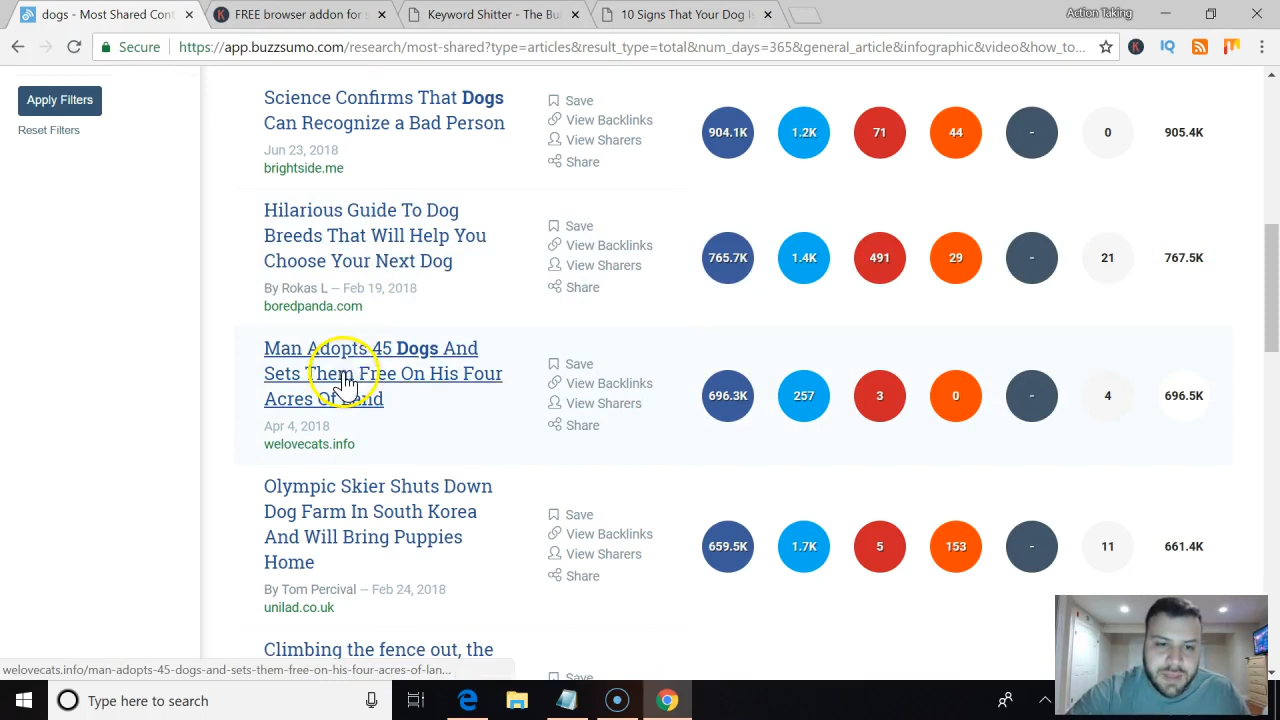 dogs - Most Shared Cont
FREE browser addon for s
Keyword Shitter - The Bu
10 Signs That Your Dog I
Action Taking
Secure
https://app.buzzsumo.com/research/most-shared?type=articles&result_type=total&num_days=365&general_article&infographic&video&how_to...
Apply Filters
Reset Filters
Science Confirms That Dogs
Can Recognize a Bad Person
Jun 23, 2018
brightside.me
Save
View Backlinks
View Sharers
Share
904.1K 1.2K 71 44 - 0 905.4K
Hilarious Guide To Dog
Breeds That Will Help You
Choose Your Next Dog
By Rokas L — Feb 19, 2018
boredpanda.com
Save
View Backlinks
View Sharers
Share
765.7K 1.4K 491 29 - 21 767.5K
Man Adopts 45 Dogs And
Sets Them Free On His Four
Acres Of Land
Apr 4, 2018
welovecats.info
Save
View Backlinks
View Sharers
Share
696.3K 257 3 0 - 4 696.5K
Olympic Skier Shuts Down
Dog Farm In South Korea
And Will Bring Puppies
Home
By Tom Percival — Feb 24, 2018
unilad.co.uk
Save
View Backlinks
View Sharers
Share
659.5K 1.7K 5 153 - 11 661.4K
Climbing the fence out, the
Save
welovecats.info/man-adopts-45-dogs-and-sets-them-free-on-his-four-acres-of-lan...
Type here to search